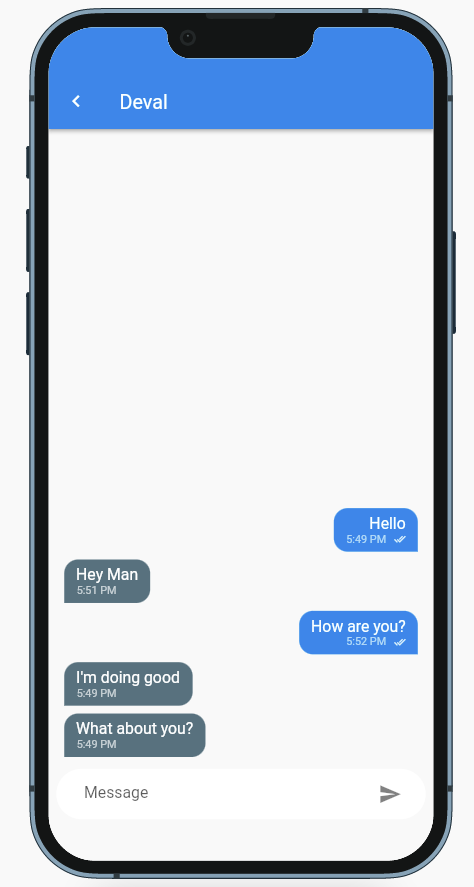 Deval
Hello
5:49 PM
Hey Man
5:51 PM
How are you?
5:52 PM
I'm doing good
5:49 PM
What about you?
5:49 PM
Message